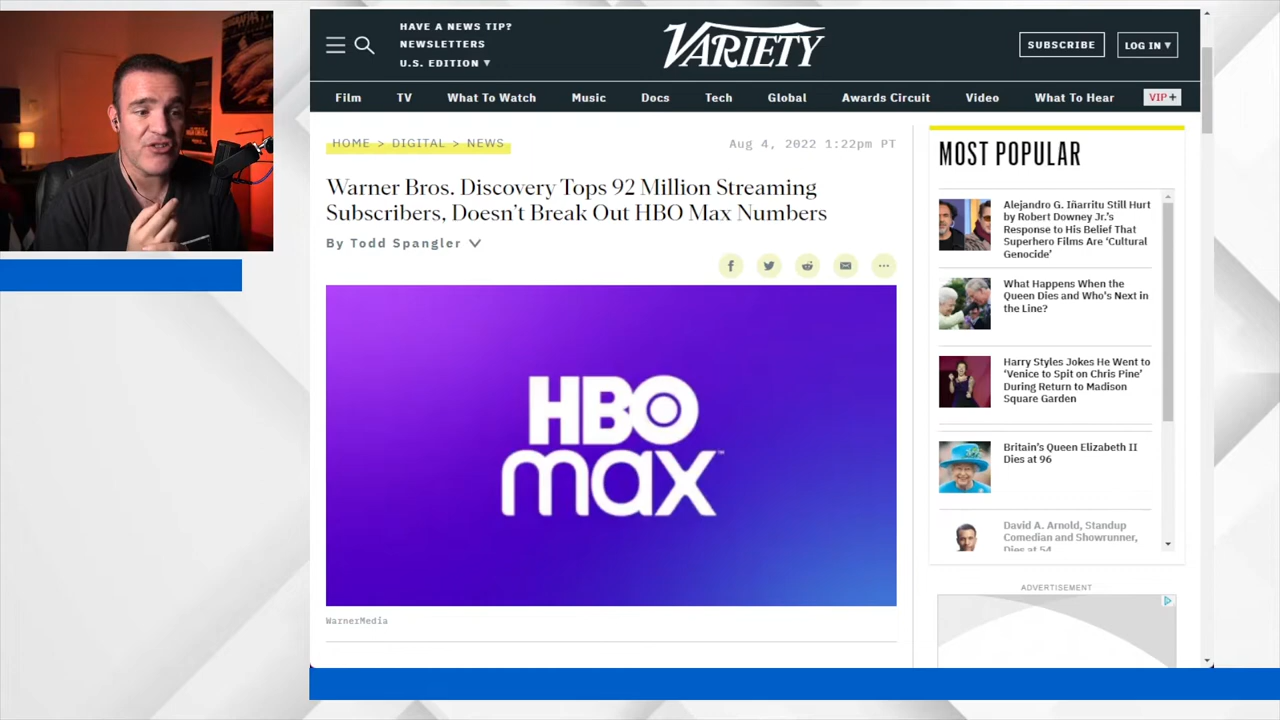 HAVE A NEWS TIP?
NEWSLETTERS
U.S. EDITION ▾
VARIETY
SUBSCRIBE
LOG IN ▾
Film TV What To Watch Music Docs Tech Global Awards Circuit Video What To Hear VIP+
HOME > DIGITAL > NEWS
Aug 4, 2022 1:22pm PT
Warner Bros. Discovery Tops 92 Million Streaming
Subscribers, Doesn't Break Out HBO Max Numbers
By Todd Spangler
HBO
max
WarnerMedia
MOST POPULAR
Alejandro G. Iñarritu Still Hurt
by Robert Downey Jr.'s
Response to His Belief That
Superhero Films Are 'Cultural
Genocide'
What Happens When the
Queen Dies and Who's Next in
the Line?
Harry Styles Jokes He Went to
'Venice to Spit on Chris Pine'
During Return to Madison
Square Garden
Britain's Queen Elizabeth II
Dies at 96
David A. Arnold, Standup
Comedian and Showrunner,
Dies at 54
ADVERTISEMENT